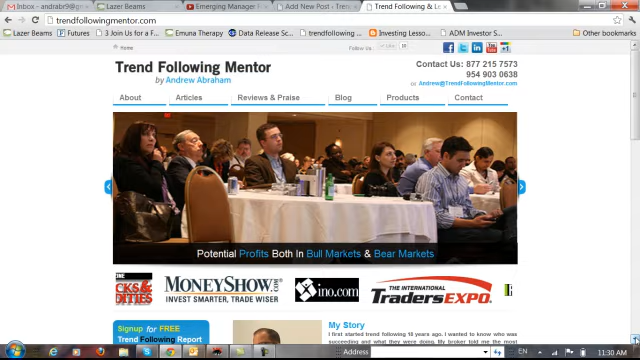 Inbox - andrabr9@g
Lazer Beams
Emerging Manager F
Add New Post ‹ Trend
Trend Following & Lo
trendfollowingmentor.com
Lazer Beams
3 Join Us for a F
Emuna Therapy
Data Release Sc
trendfollowing
Investing Lesso
ADM Investor S
Other bookmarks
Home
Follow Us :
Like
Trend Following Mentor
by Andrew Abraham
Contact Us: 877 215 7573
954 903 0638
or Andrew@TrendFollowingMentor.com
About
Articles
Reviews & Praise
Blog
Products
Contact
Potential Profits Both In Bull Markets & Bear Markets
CKS&
DITIES
MONEYSHOW.COM
INVEST SMARTER, TRADE WISER
ino.com
THE INTERNATIONAL
TradersEXPO
Signup for FREE
Trend Following Report
My Story
I first started trend following 18 years ago. I wanted to know who was
succeeding and what they were doing. My broker told me the most
Address
EN
11:30 AM